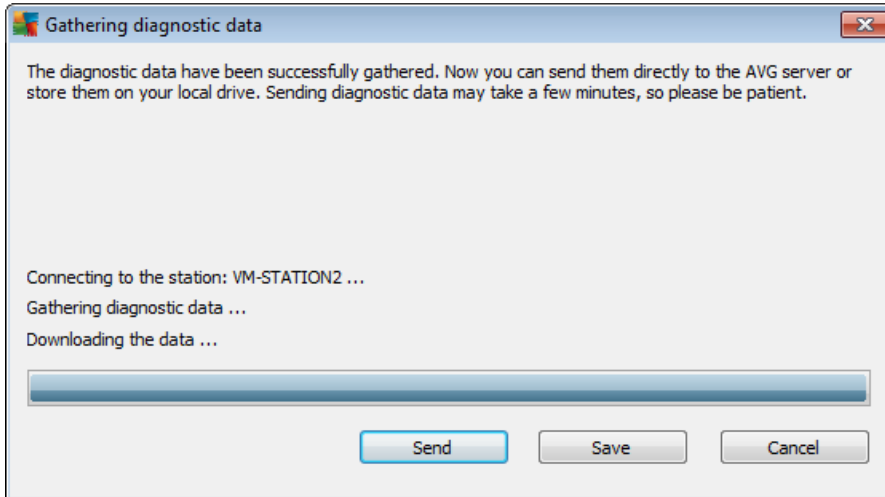 Gathering diagnostic data
The diagnostic data have been successfully gathered. Now you can send them directly to the AVG server or
store them on your local drive. Sending diagnostic data may take a few minutes, so please be patient.
Connecting to the station: VM-STATION2 ...
Gathering diagnostic data ...
Downloading the data ...
Send Save Cancel